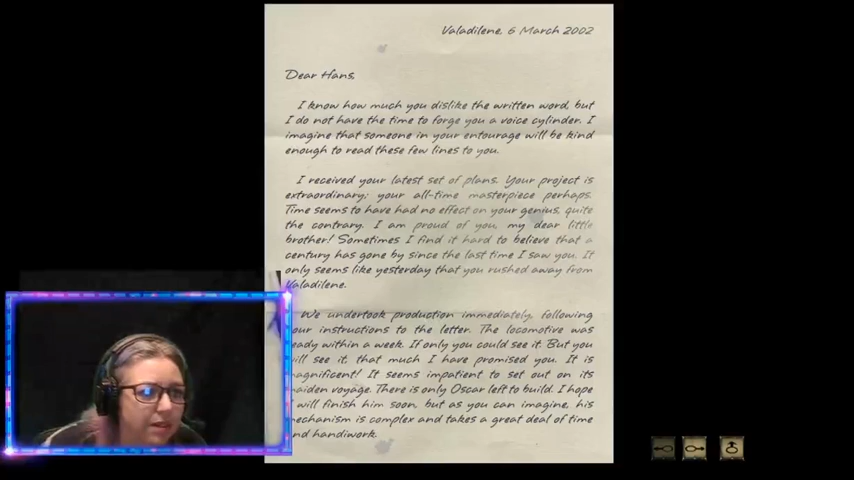 Valadilene, 6 March 2002
Dear Hans,
I know how much you dislike the written word, but
I do not have the time to forge you a voice cylinder. I
imagine that someone in your entourage will be kind
enough to read these few lines to you.
I received your latest set of plans. Your project is
extraordinary; your all-time masterpiece perhaps.
Time seems to have had no effect on your genius, quite
the contrary. I am proud of you, my dear little
brother! Sometimes I find it hard to believe that a
century has gone by since the last time I saw you. It
only seems like yesterday that you rushed away from
Valadilene.
We undertook production immediately, following
our instructions to the letter. The locomotive was
eady within a week. If only you could see it. But you
ill see it, that much I have promised you. It is
agnificent! It seems impatient to set out on its
aiden voyage. There is only Oscar left to build. I hope
will finish him soon, but as you can imagine, his
echanism is complex and takes a great deal of time
nd handiwork.